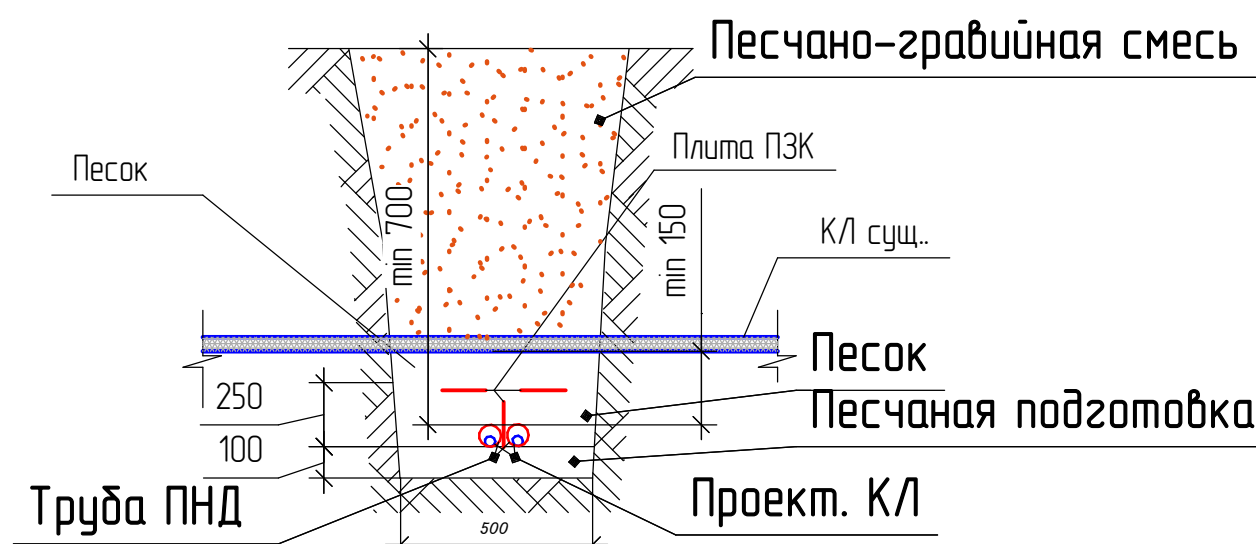 Песчано-гравийная смесь
Плита ПЗК
Песок
min 700
min 150
КЛ сущ..
Песок
250
Песчаная подготовка
100
Труба ПНД
Проект. КЛ
500